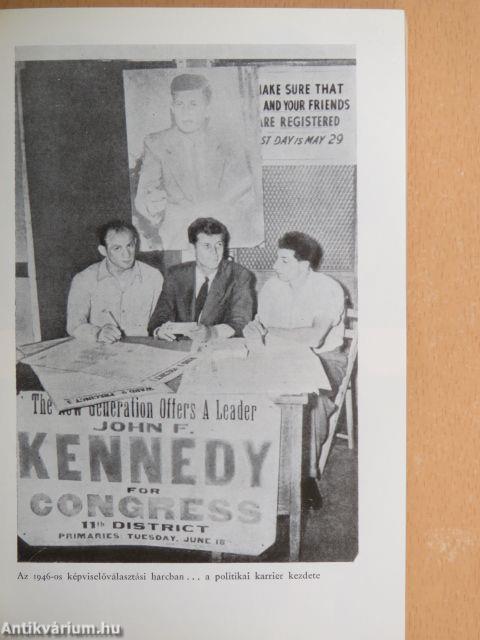 MAKE SURE THAT
AND YOUR FRIENDS
ARE REGISTERED
DAY IS MAY 29
The New Generation Offers A Leader
JOHN F.
KENNEDY
FOR
CONGRESS
11th DISTRICT
PRIMARIES: TUESDAY, JUNE 18
Az 1946-os képviselőválasztási harcban... a politikai karrier kezdete
Antikvárium.hu